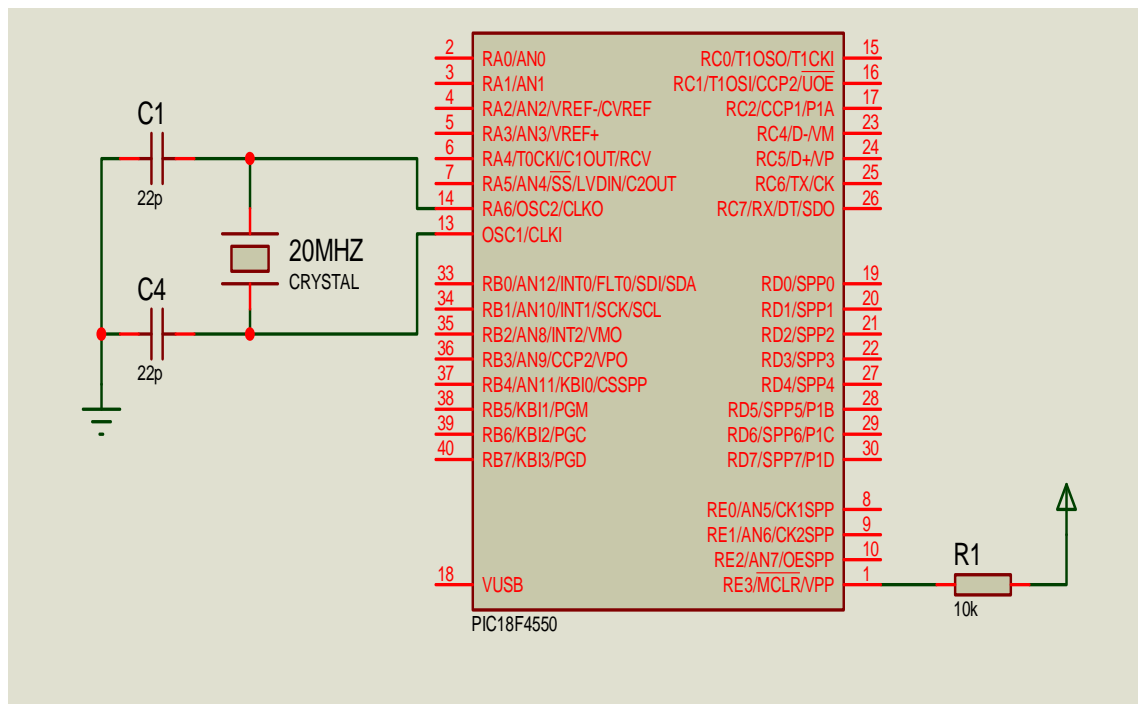 C1
22p
20MHZ
CRYSTAL
C4
22p
2 RA0/AN0
3 RA1/AN1
4 RA2/AN2/VREF-/CVREF
5 RA3/AN3/VREF+
6 RA4/T0CKI/C1OUT/RCV
7 RA5/AN4/SS/LVDIN/C2OUT
14 RA6/OSC2/CLKO
13 OSC1/CLKI
33 RB0/AN12/INT0/FLT0/SDI/SDA
34 RB1/AN10/INT1/SCK/SCL
35 RB2/AN8/INT2/VMO
36 RB3/AN9/CCP2/VPO
37 RB4/AN11/KBI0/CSSPP
38 RB5/KBI1/PGM
39 RB6/KBI2/PGC
40 RB7/KBI3/PGD
18 VUSB
RC0/T1OSO/T1CKI 15
RC1/T1OSI/CCP2/UOE 16
RC2/CCP1/P1A 17
RC4/D-/VM 23
RC5/D+/VP 24
RC6/TX/CK 25
RC7/RX/DT/SDO 26
RD0/SPP0 19
RD1/SPP1 20
RD2/SPP2 21
RD3/SPP3 22
RD4/SPP4 27
RD5/SPP5/P1B 28
RD6/SPP6/P1C 29
RD7/SPP7/P1D 30
RE0/AN5/CK1SPP 8
RE1/AN6/CK2SPP 9
RE2/AN7/OESPP 10
RE3/MCLR/VPP 1
PIC18F4550
R1
10k